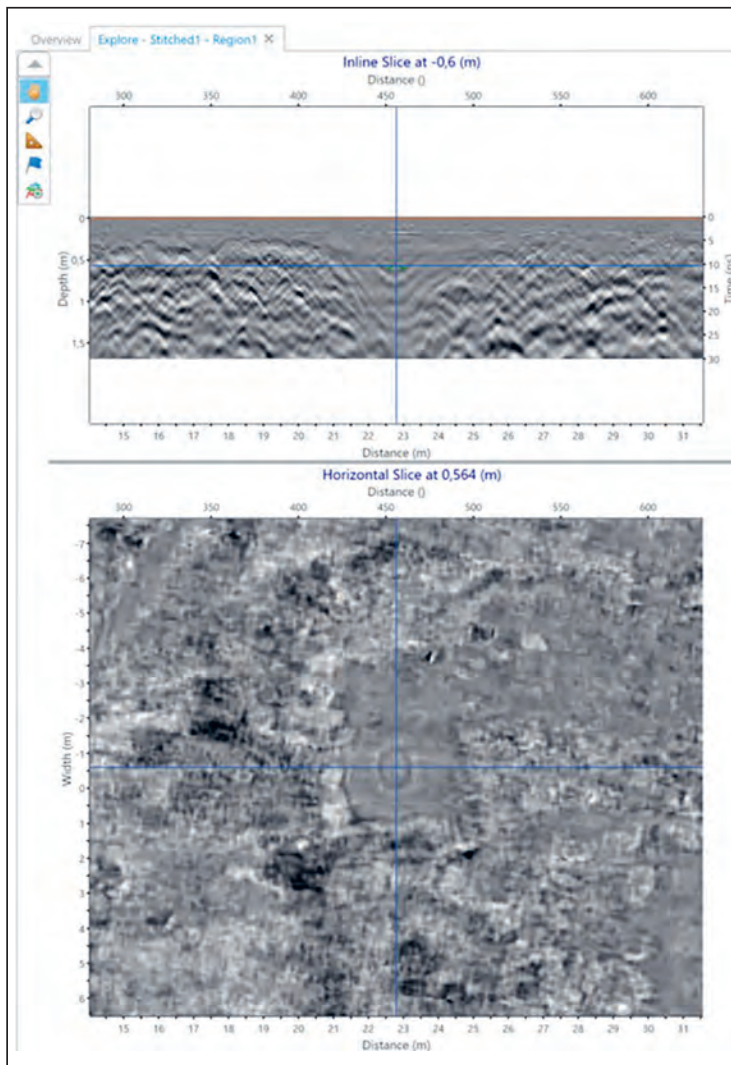 Overview Explore - Stitched1 - Region1 ×
Inline Slice at -0,6 (m)
Distance ()
300 350 400 450 500 550 600
0 0,5 1 1,5
Depth (m)
0 5 10 15 20 25 30
Time (ns)
15 16 17 18 19 20 21 22 23 24 25 26 27 28 29 30 31
Distance (m)
Horizontal Slice at 0,564 (m)
Distance ()
300 350 400 450 500 550 600
-7 -6 -5 -4 -3 -2 -1 0 1 2 3 4 5 6
Width (m)
15 16 17 18 19 20 21 22 23 24 25 26 27 28 29 30 31
Distance (m)